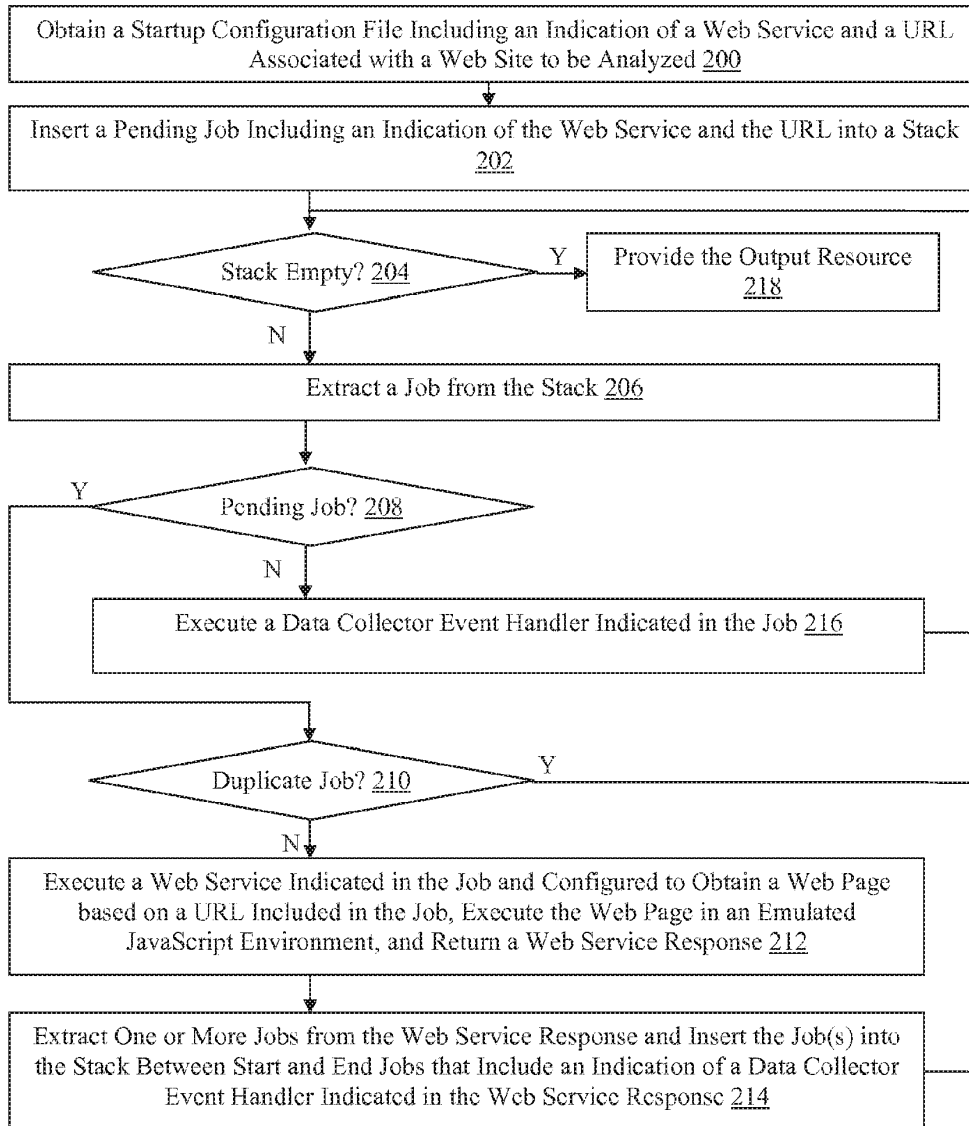 Obtain a Startup Configuration File Including an Indication of a Web Service and a URL
Associated with a Web Site to be Analyzed 200
Insert a Pending Job Including an Indication of the Web Service and the URL into a Stack
202
Stack Empty? 204
Y
Provide the Output Resource
218
N
Extract a Job from the Stack 206
Y
Pending Job? 208
N
Execute a Data Collector Event Handler Indicated in the Job 216
Duplicate Job? 210
Y
N
Execute a Web Service Indicated in the Job and Configured to Obtain a Web Page
based on a URL Included in the Job, Execute the Web Page in an Emulated
JavaScript Environment, and Return a Web Service Response 212
Extract One or More Jobs from the Web Service Response and Insert the Job(s) into
the Stack Between Start and End Jobs that Include an Indication of a Data Collector
Event Handler Indicated in the Web Service Response 214